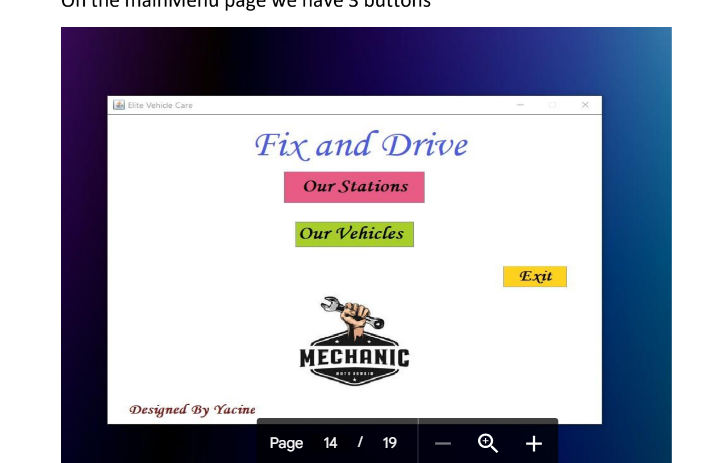 On the mainMenu page we have 3 buttons
Elite Vehicle Care
Fix and Drive
Our Stations
Our Vehicles
Exit
MECHANIC
AUTO REPAIR
Designed By Yacine
Page 14 / 19